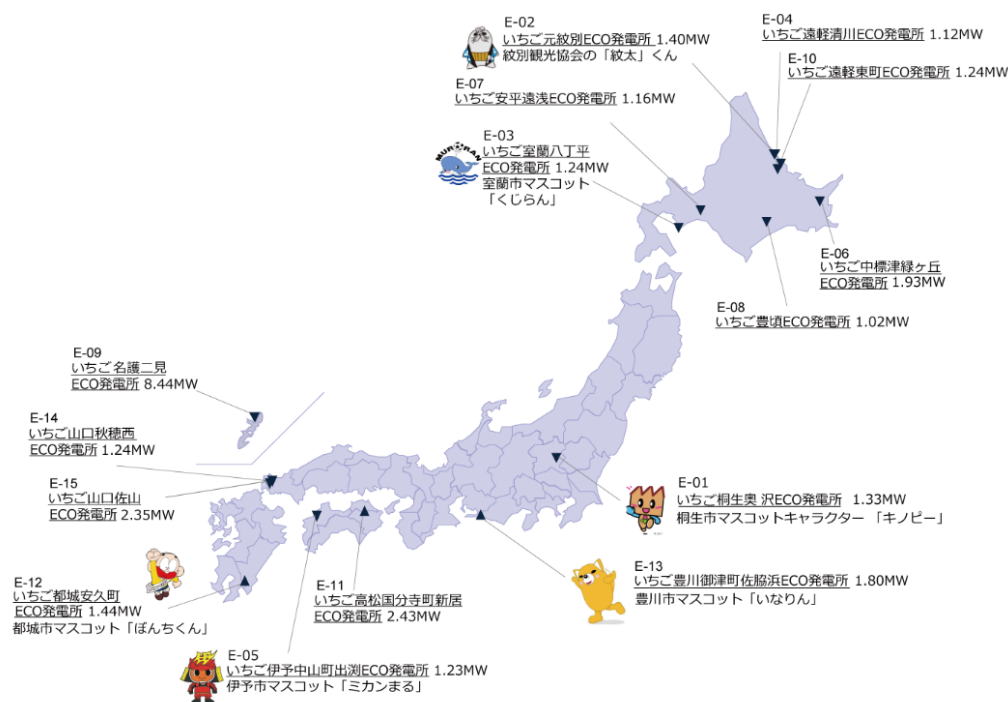 E-02
いちご元紋別ECO発電所 1.40MW
紋別観光協会の「紋太」くん
E-04
いちご遠軽清川ECO発電所 1.12MW
E-10
いちご遠軽東町ECO発電所 1.24MW
E-07
いちご安平遠浅ECO発電所 1.16MW
MURORAN
E-03
いちご室蘭八丁平
ECO発電所 1.24MW
室蘭市マスコット
「くじらん」
E-06
いちご中標津緑ヶ丘
ECO発電所 1.93MW
E-08
いちご豊頃ECO発電所 1.02MW
E-09
いちご名護二見
ECO発電所 8.44MW
E-14
いちご山口秋穂西
ECO発電所 1.24MW
E-15
いちご山口佐山
ECO発電所 2.35MW
E-01
いちご桐生奥沢ECO発電所 1.33MW
桐生市マスコットキャラクター 「キノピー」
E-13
いちご豊川御津町佐脇浜ECO発電所 1.80MW
豊川市マスコット「いなりん」
E-12
いちご都城安久町
ECO発電所 1.44MW
都城市マスコット「ぼんちくん」
E-11
いちご高松国分寺町新居
ECO発電所 2.43MW
E-05
いちご伊予中山町出渕ECO発電所 1.23MW
伊予市マスコット「ミカンまる」